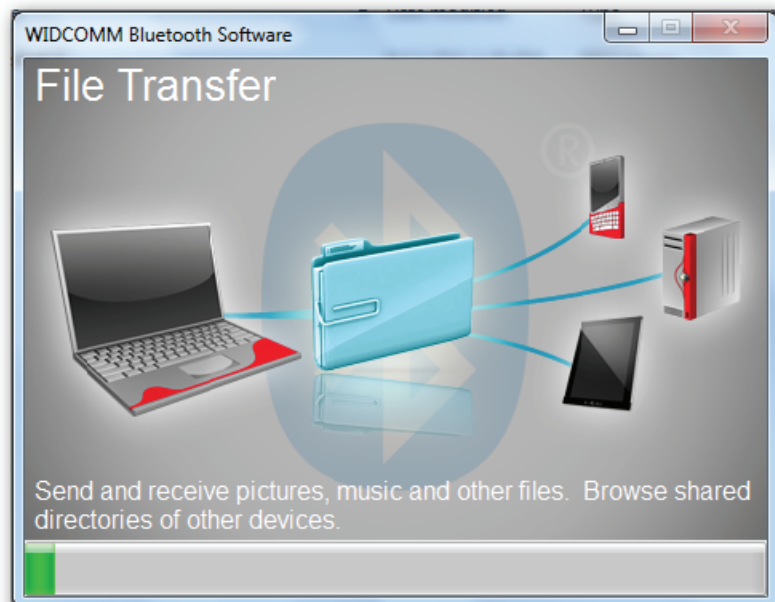 WIDCOMM Bluetooth Software
File Transfer
®
Send and receive pictures, music and other files.  Browse shared
directories of other devices.